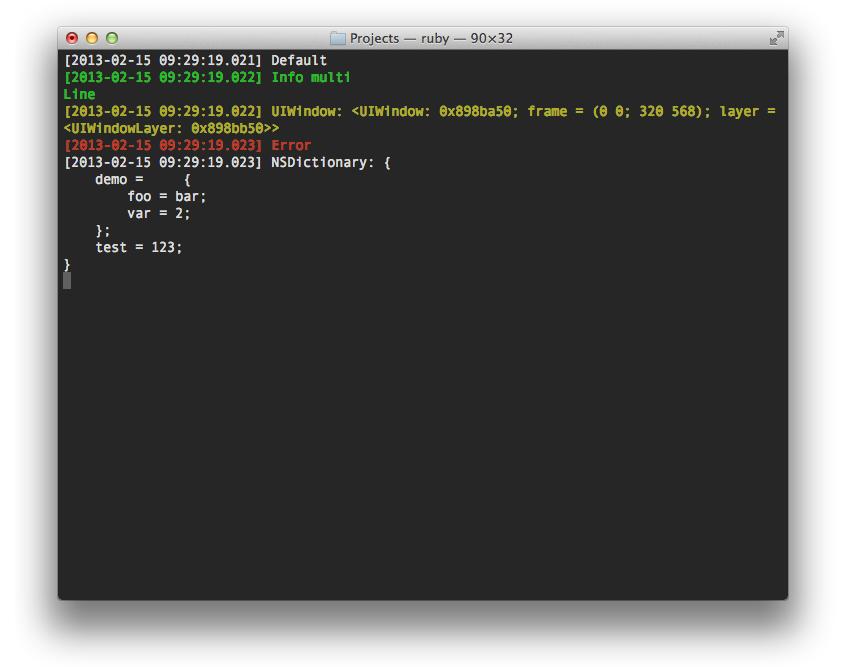 Projects — ruby — 90×32
[2013-02-15 09:29:19.021] Default
[2013-02-15 09:29:19.022] Info multi
Line
[2013-02-15 09:29:19.022] UIWindow: <UIWindow: 0x898ba50; frame = (0 0; 320 568); layer =
<UIWindowLayer: 0x898bb50>>
[2013-02-15 09:29:19.023] Error
[2013-02-15 09:29:19.023] NSDictionary: {
    demo =     {
        foo = bar;
        var = 2;
    };
    test = 123;
}